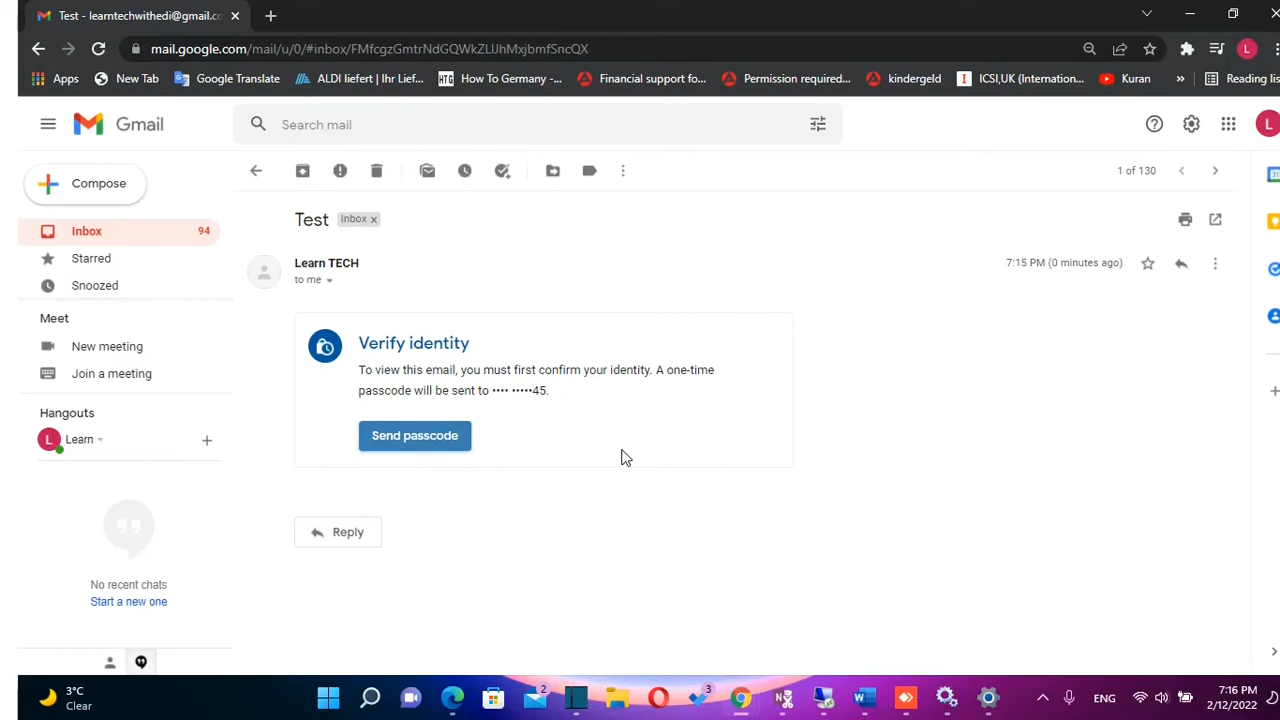 Test - learntechwithedi@gmail.co
mail.google.com/mail/u/0/#inbox/FMfcgzGmtrNdGQWkZLlJhMxjbmfSncQX
L
Apps
New Tab
Google Translate
ALDI liefert | Ihr Lief...
HTG
How To Germany -...
Financial support fo...
Permission required...
kindergeld
ICSI,UK (Internation...
Kuran
»
Reading list
Gmail
Search mail
L
Compose
1 of 130
Inbox 94
Starred
Snoozed
Meet
New meeting
Join a meeting
Hangouts
L Learn
No recent chats
Start a new one
Test Inbox x
Learn TECH
7:15 PM (0 minutes ago)
to me
Verify identity
To view this email, you must first confirm your identity. A one-time
passcode will be sent to •••• •••••45.
Send passcode
Reply
3°C
Clear
2
3
ENG
7:16 PM
2/12/2022